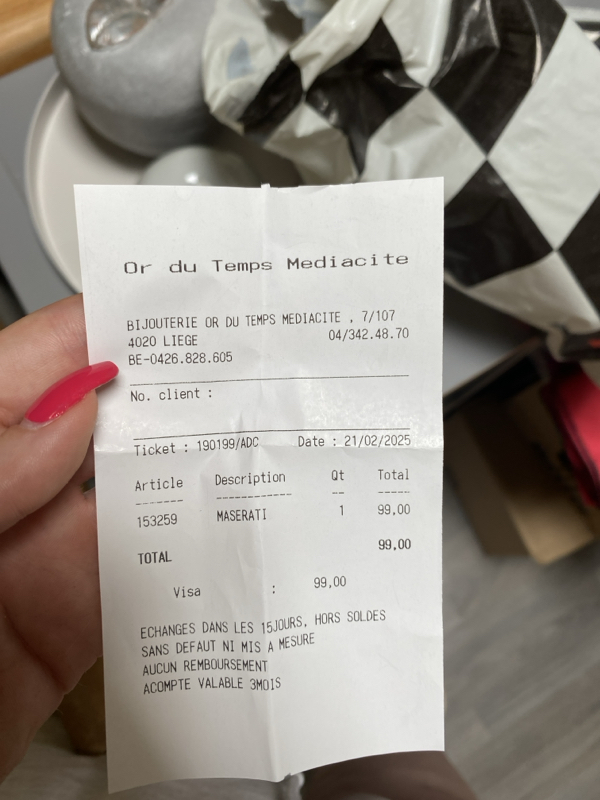 Or du Temps Mediacite
BIJOUTERIE OR DU TEMPS MEDIACITE , 7/107
4020 LIEGE 04/342.48.70
BE-0426.828.605
No. client :
Ticket : 190199/ADC Date : 21/02/2025
Article Description Qt Total
------- ------------ -- -----
153259 MASERATI 1 99,00
TOTAL 99,00
Visa : 99,00
ECHANGES DANS LES 15JOURS, HORS SOLDES
SANS DEFAUT NI MIS A MESURE
AUCUN REMBOURSEMENT
ACOMPTE VALABLE 3MOIS